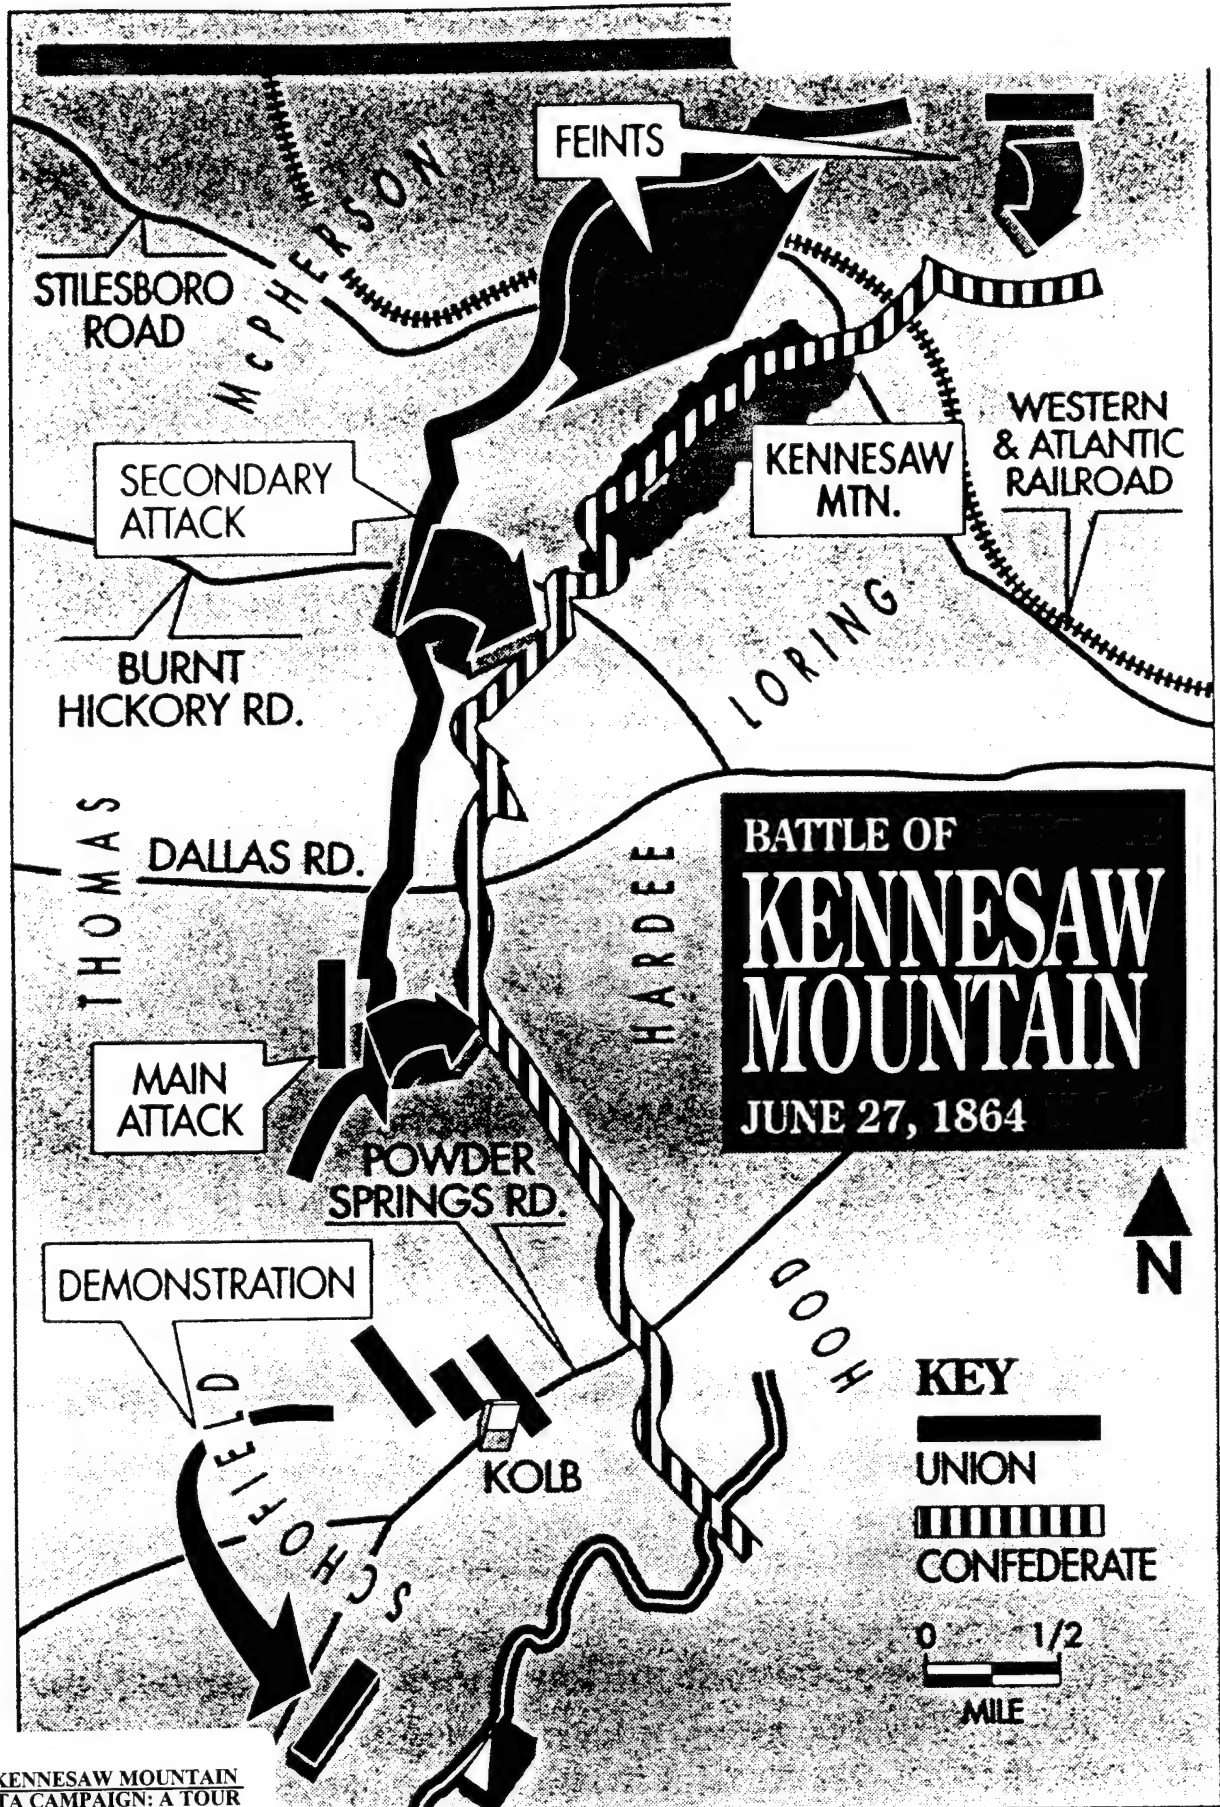 FEINTS
McPHERSON
STILESBORO
ROAD
SECONDARY
ATTACK
KENNESAW
MTN.
WESTERN
& ATLANTIC
RAILROAD
BURNT
HICKORY RD.
LORING
THOMAS
DALLAS RD.
HARDEE
BATTLE OF
KENNESAW
MOUNTAIN
JUNE 27, 1864
MAIN
ATTACK
POWDER
SPRINGS RD.
N
DEMONSTRATION
HOOD
SCHOFIELD
KOLB
KEY
UNION
CONFEDERATE
0 1/2
MILE
KENNESAW MOUNTAIN
CAMPAIGN: A TOUR